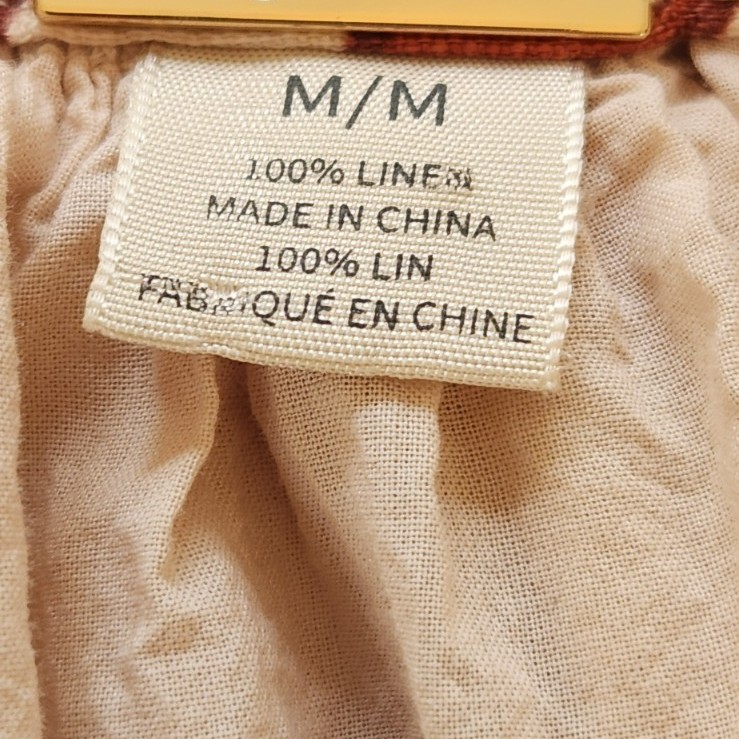 M/M
100% LINEN
MADE IN CHINA
100% LIN
FABRIQUÉ EN CHINE